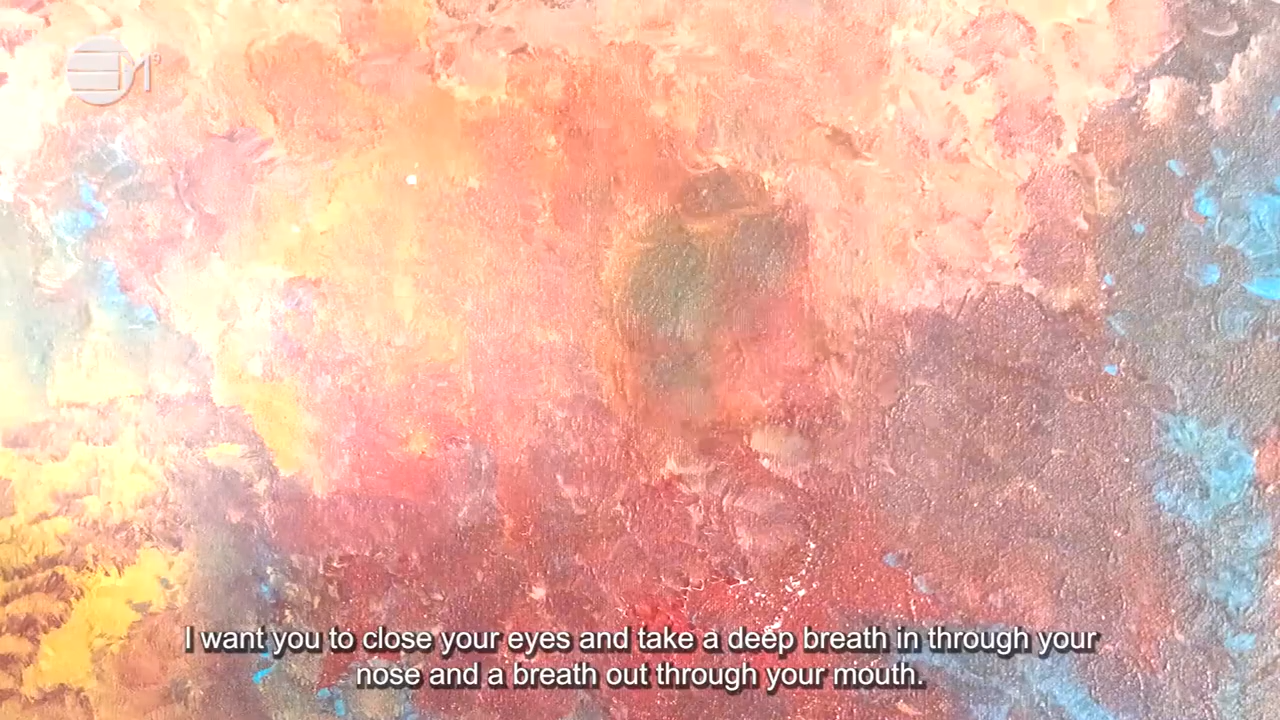 I want you to close your eyes and take a deep breath in through your
nose and a breath out through your mouth.